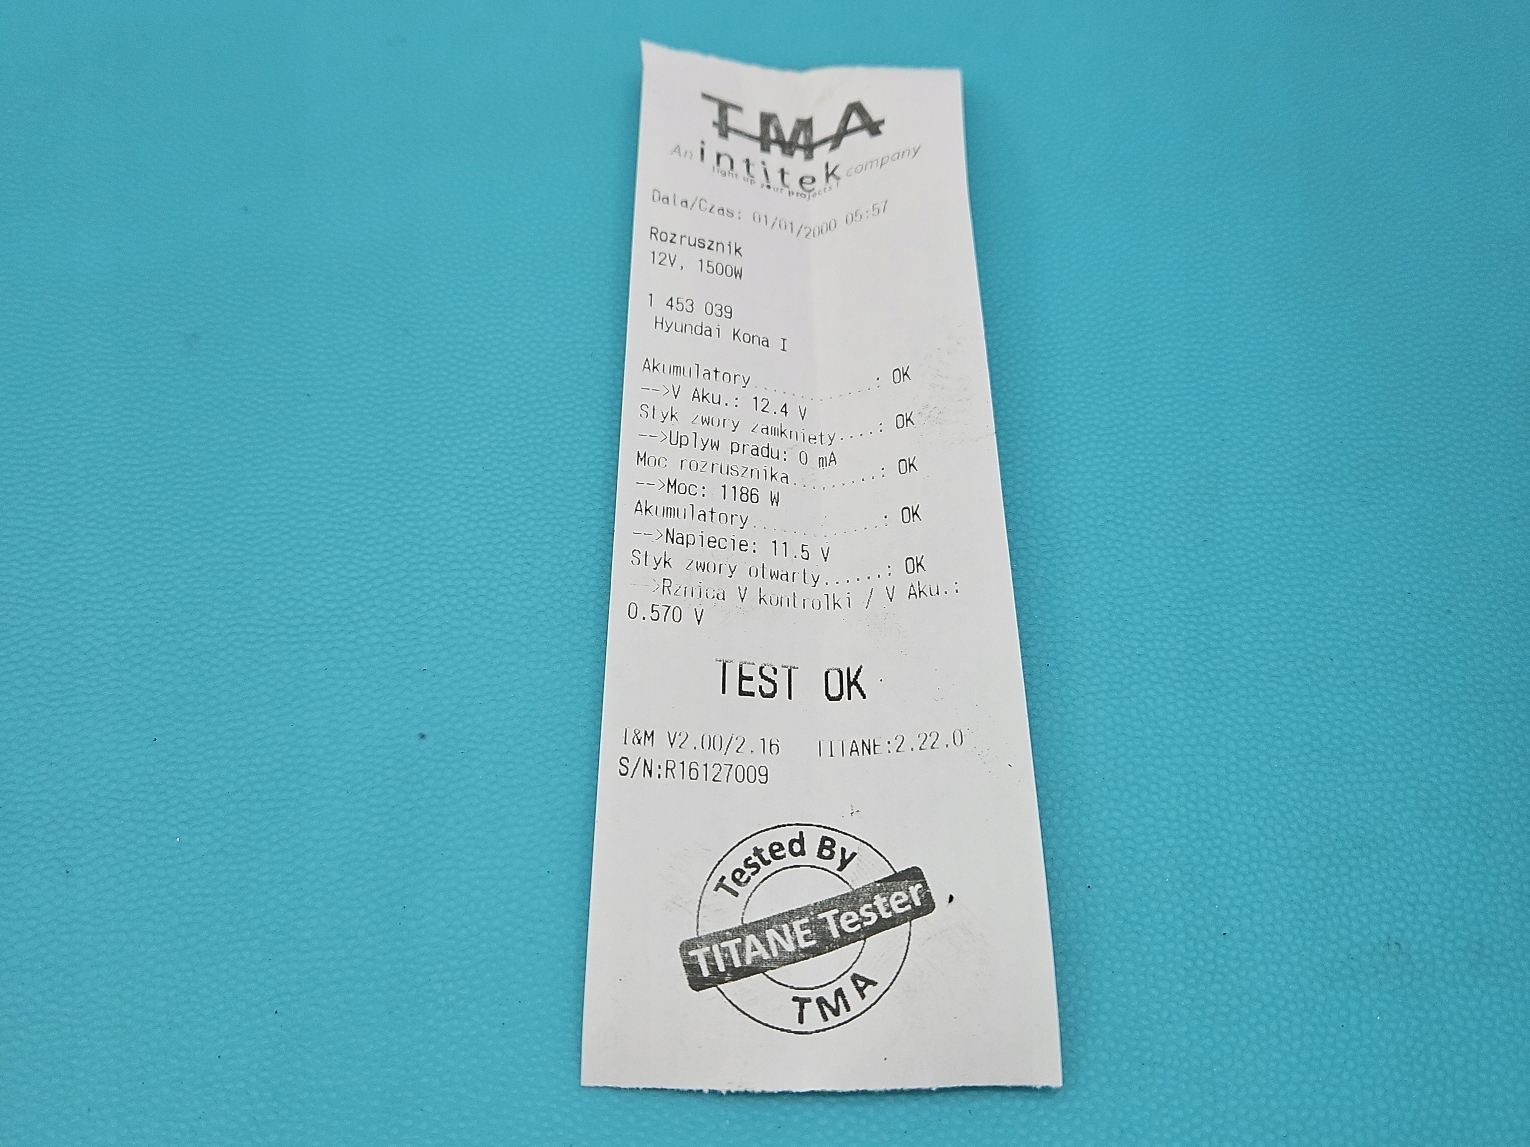 TMA
An intitek company
light up your projects!
Data/Czas: 01/01/2000 05:57
Rozrusznik
12V, 1500W
1 453 039
Hyundai Kona I
Akumulatory................: OK
-->V Aku.: 12.4 V
Styk zwory zamkniety....: OK
-->Uplyw pradu: 0 mA
Moc rozrusznika..........: OK
-->Moc: 1186 W
Akumulatory................: OK
-->Napiecie: 11.5 V
Styk zwory otwarty......: OK
-->Rznica V kontrolki / V Aku.:
0.570 V
TEST OK
I&M V2.00/2.16 TITANE:2.22.0
S/N:R16127009
Tested By
TITANE Tester
TMA